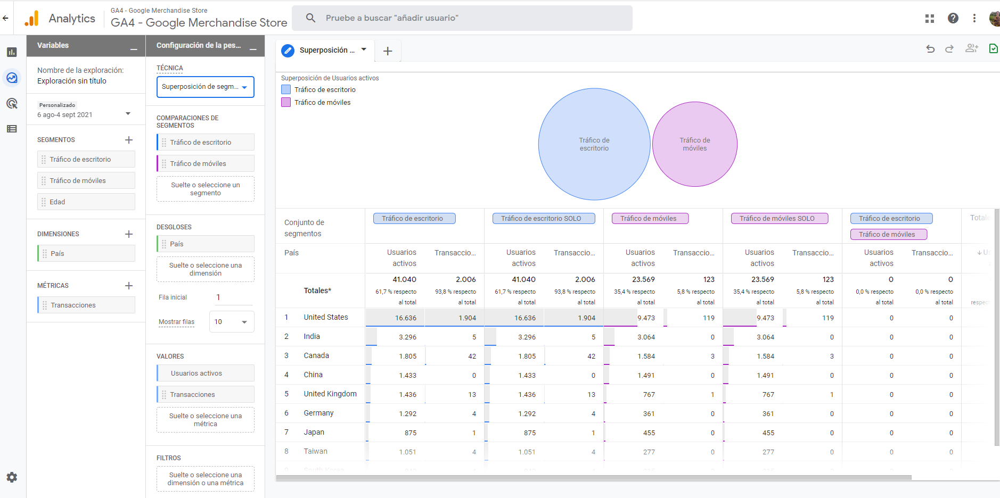 GA4 - Google Merchandise Store
Analytics
GA4 - Google Merchandise Store
Pruebe a buscar "añadir usuario"
Variables
Nombre de la exploración:
Exploración sin título
Personalizado
6 ago-4 sept 2021
SEGMENTOS
Tráfico de escritorio
Tráfico de móviles
Edad
DIMENSIONES
País
MÉTRICAS
Transacciones
Configuración de la pes...
TÉCNICA
Superposición de segm...
COMPARACIONES DE
SEGMENTOS
Tráfico de escritorio
Tráfico de móviles
Suelte o seleccione un
segmento
DESGLOSES
País
Suelte o seleccione una
dimensión
Fila inicial 1
Mostrar filas 10
VALORES
Usuarios activos
Transacciones
Suelte o seleccione una
métrica
FILTROS
Suelte o seleccione una
dimensión o una métrica
Superposición ...
Superposición de Usuarios activos
Tráfico de escritorio
Tráfico de móviles
Tráfico de
escritorio
Tráfico de
móviles
Conjunto de
segmentos
Tráfico de escritorio Tráfico de escritorio SOLO Tráfico de móviles Tráfico de móviles SOLO Tráfico de escritorio Totale
Tráfico de móviles
País Usuarios activos Transaccio... Usuarios activos Transaccio... Usuarios activos Transaccio... Usuarios activos Transaccio... Usuarios activos Transaccio...
Totales* 41.040 2.006 41.040 2.006 23.569 123 23.569 123 0 0
61,7 % respecto 93,8 % respecto 61,7 % respecto 93,8 % respecto 35,4 % respecto 5,8 % respecto 35,4 % respecto 5,8 % respecto 0,0 % respecto 0,0 % respecto
al total al total al total al total al total al total al total al total al total al total respec
1 United States 16.636 1.904 16.636 1.904 9.473 119 9.473 119 0 0
2 India 3.296 5 3.296 5 3.064 0 3.064 0 0 0
3 Canada 1.805 42 1.805 42 1.584 3 1.584 3 0 0
4 China 1.433 0 1.433 0 1.491 0 1.491 0 0 0
5 United Kingdom 1.436 13 1.436 13 767 1 767 1 0 0
6 Germany 1.292 4 1.292 4 361 0 361 0 0 0
7 Japan 875 1 875 1 455 0 455 0 0 0
8 Taiwan 1.051 4 1.051 4 277 0 277 0 0 0
9 South Korea